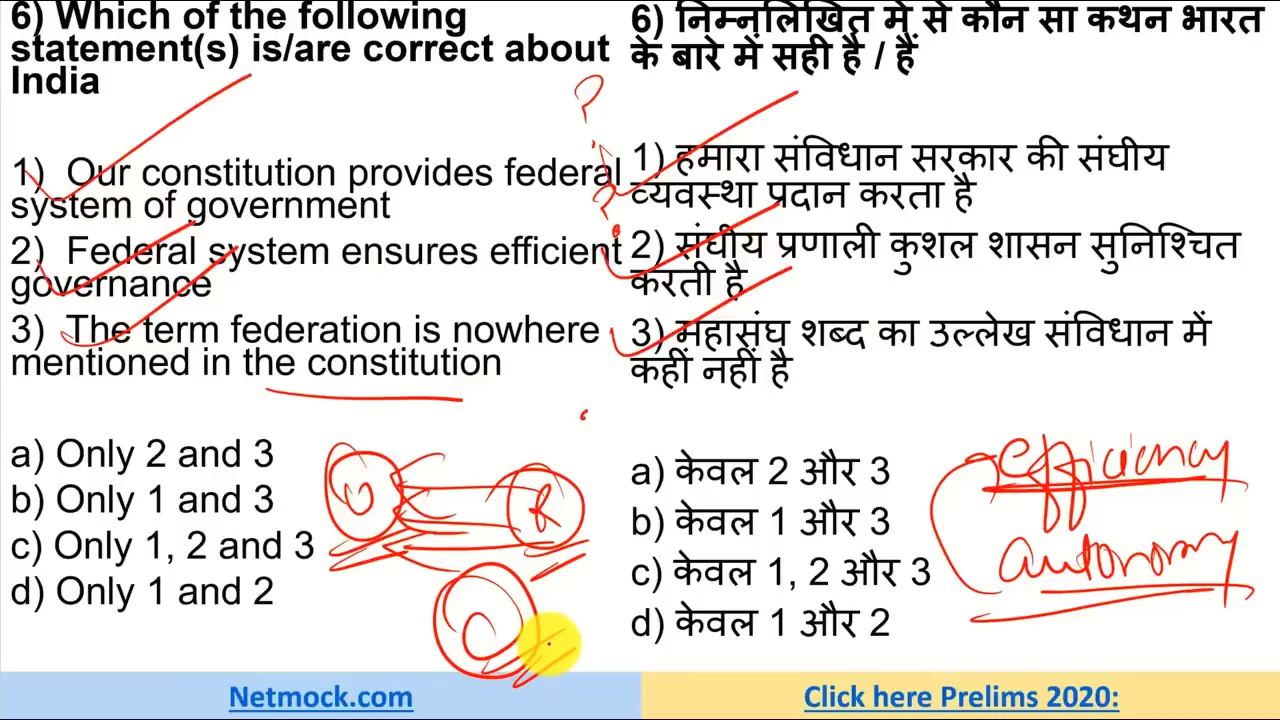 6) Which of the following
statement(s) is/are correct about
India
1) Our constitution provides federal
system of government
2) Federal system ensures efficient
governance
3) The term federation is nowhere
mentioned in the constitution
a) Only 2 and 3
b) Only 1 and 3
c) Only 1, 2 and 3
d) Only 1 and 2
6) निम्नलिखित में से कौन सा कथन भारत
के बारे में सही है / हैं
1) हमारा संविधान सरकार की संघीय
व्यवस्था प्रदान करता है
2) संघीय प्रणाली कुशल शासन सुनिश्चित
करती है
3) महासंघ शब्द का उल्लेख संविधान में
कहीं नहीं है
a) केवल 2 और 3
b) केवल 1 और 3
c) केवल 1, 2 और 3
d) केवल 1 और 2
efficiency
autonomy
Netmock.com
Click here Prelims 2020: